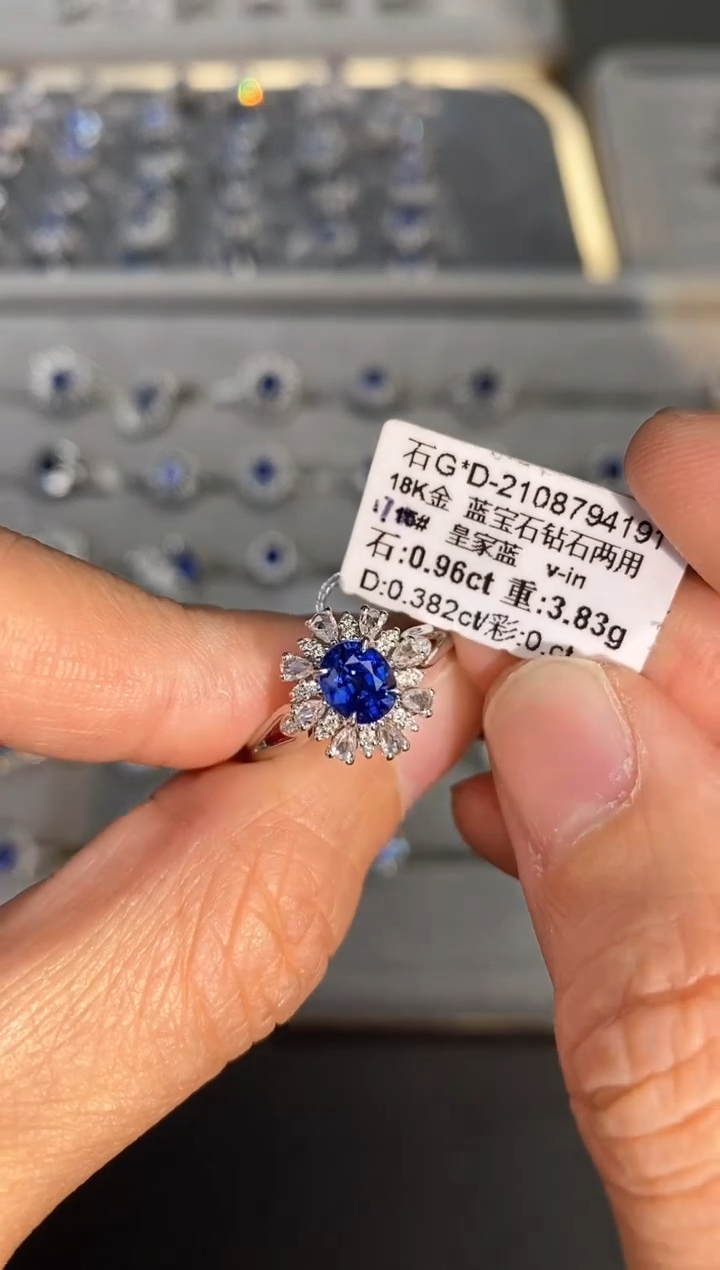 石G*D-2108794191
18K金 蓝宝石钻石两用
皇家蓝 v-in
石:0.96ct 重:3.83g
D:0.382ct/彩:0.ct